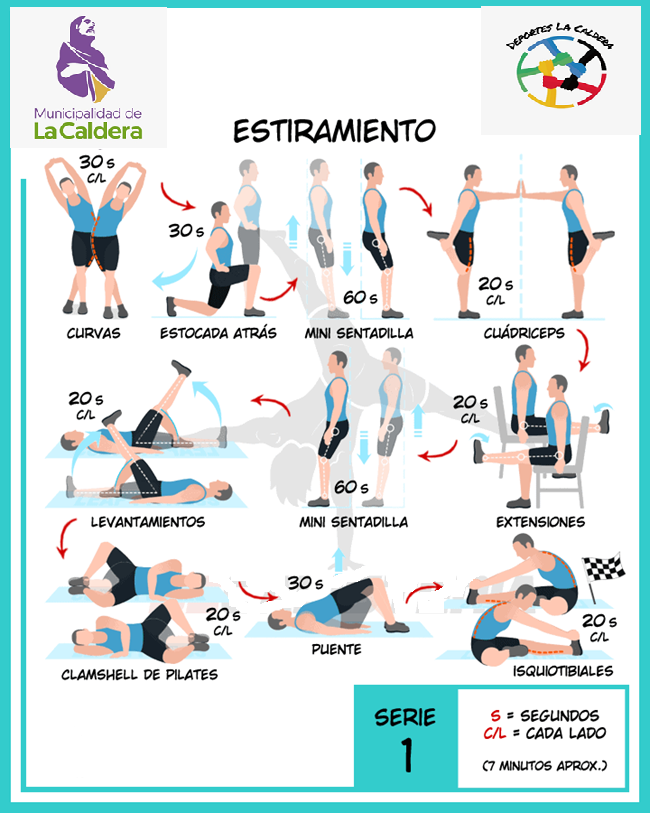 Municipalidad de
La Caldera
DEPORTES LA CALDERA
ESTIRAMIENTO
30 S
C/L
CURVAS
30 S
ESTOCADA ATRÁS
60 S
MINI SENTADILLA
20 S
C/L
CUÁDRICEPS
20 S
C/L
EXTENSIONES
60 S
MINI SENTADILLA
20 S
C/L
LEVANTAMIENTOS
20 S
C/L
CLAMSHELL DE PILATES
30 S
PUENTE
20 S
C/L
ISQUIOTIBIALES
SERIE
1
S = SEGUNDOS
C/L = CADA LADO
(7 MINUTOS APROX.)